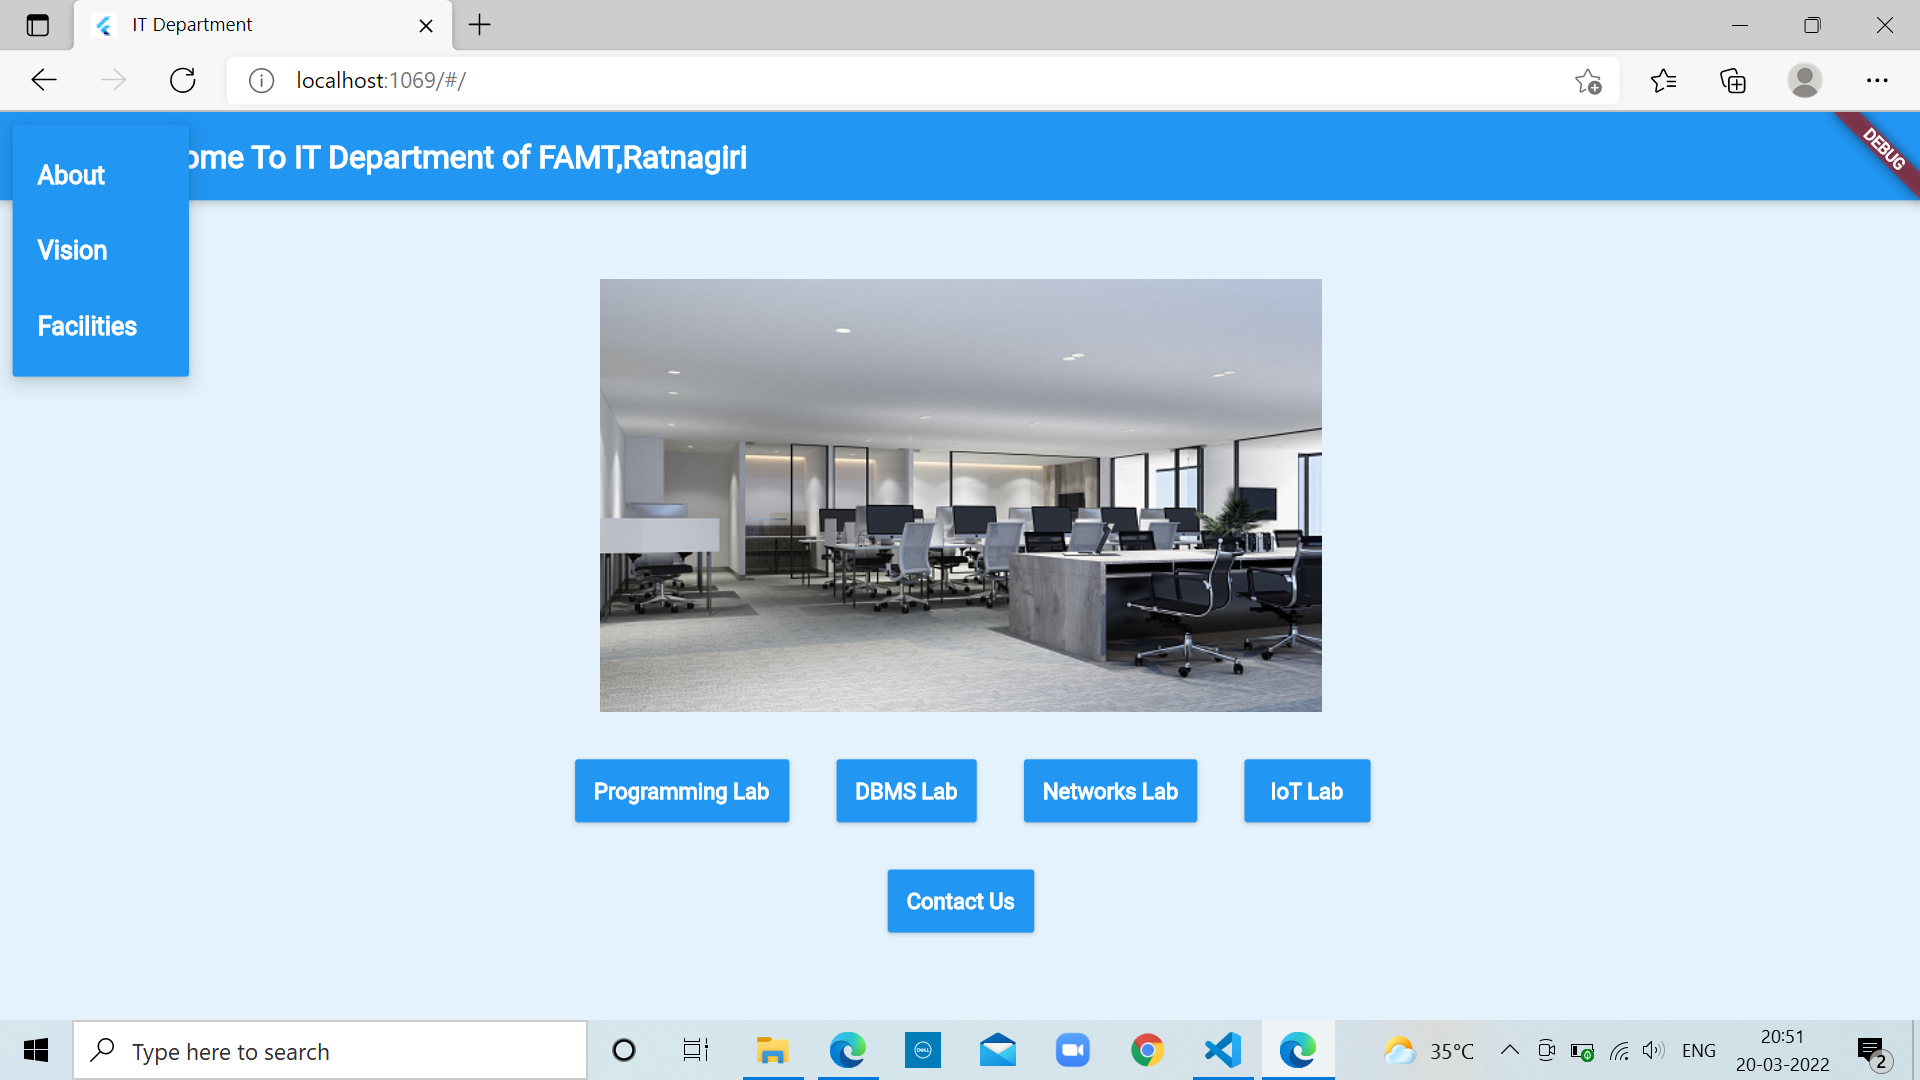 IT Department
localhost:1069/#/
ome To IT Department of FAMT,Ratnagiri
DEBUG
About
Vision
Facilities
Programming Lab
DBMS Lab
Networks Lab
IoT Lab
Contact Us
Type here to search
DELL
35°C
ENG
20:51
20-03-2022
2